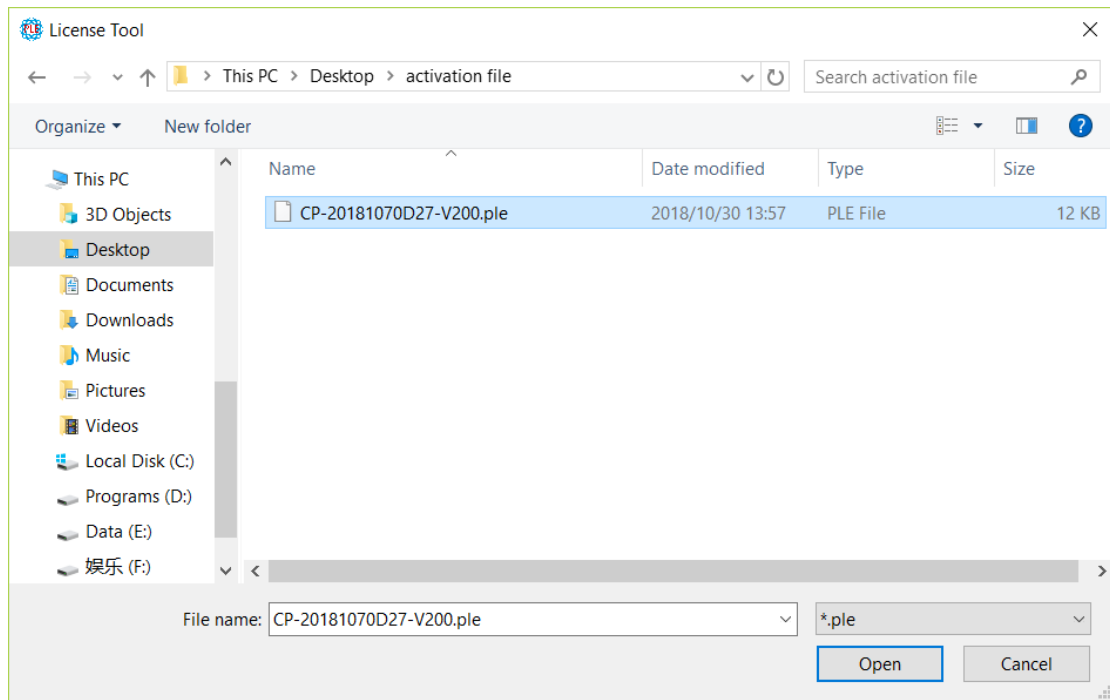 PLE License Tool
This PC > Desktop > activation file
Search activation file
Organize
New folder
?
Name
Date modified
Type
Size
CP-20181070D27-V200.ple
2018/10/30 13:57
PLE File
12 KB
This PC
3D Objects
Desktop
Documents
Downloads
Music
Pictures
Videos
Local Disk (C:)
Programs (D:)
Data (E:)
娱乐 (F:)
File name: CP-20181070D27-V200.ple
*.ple
Open
Cancel